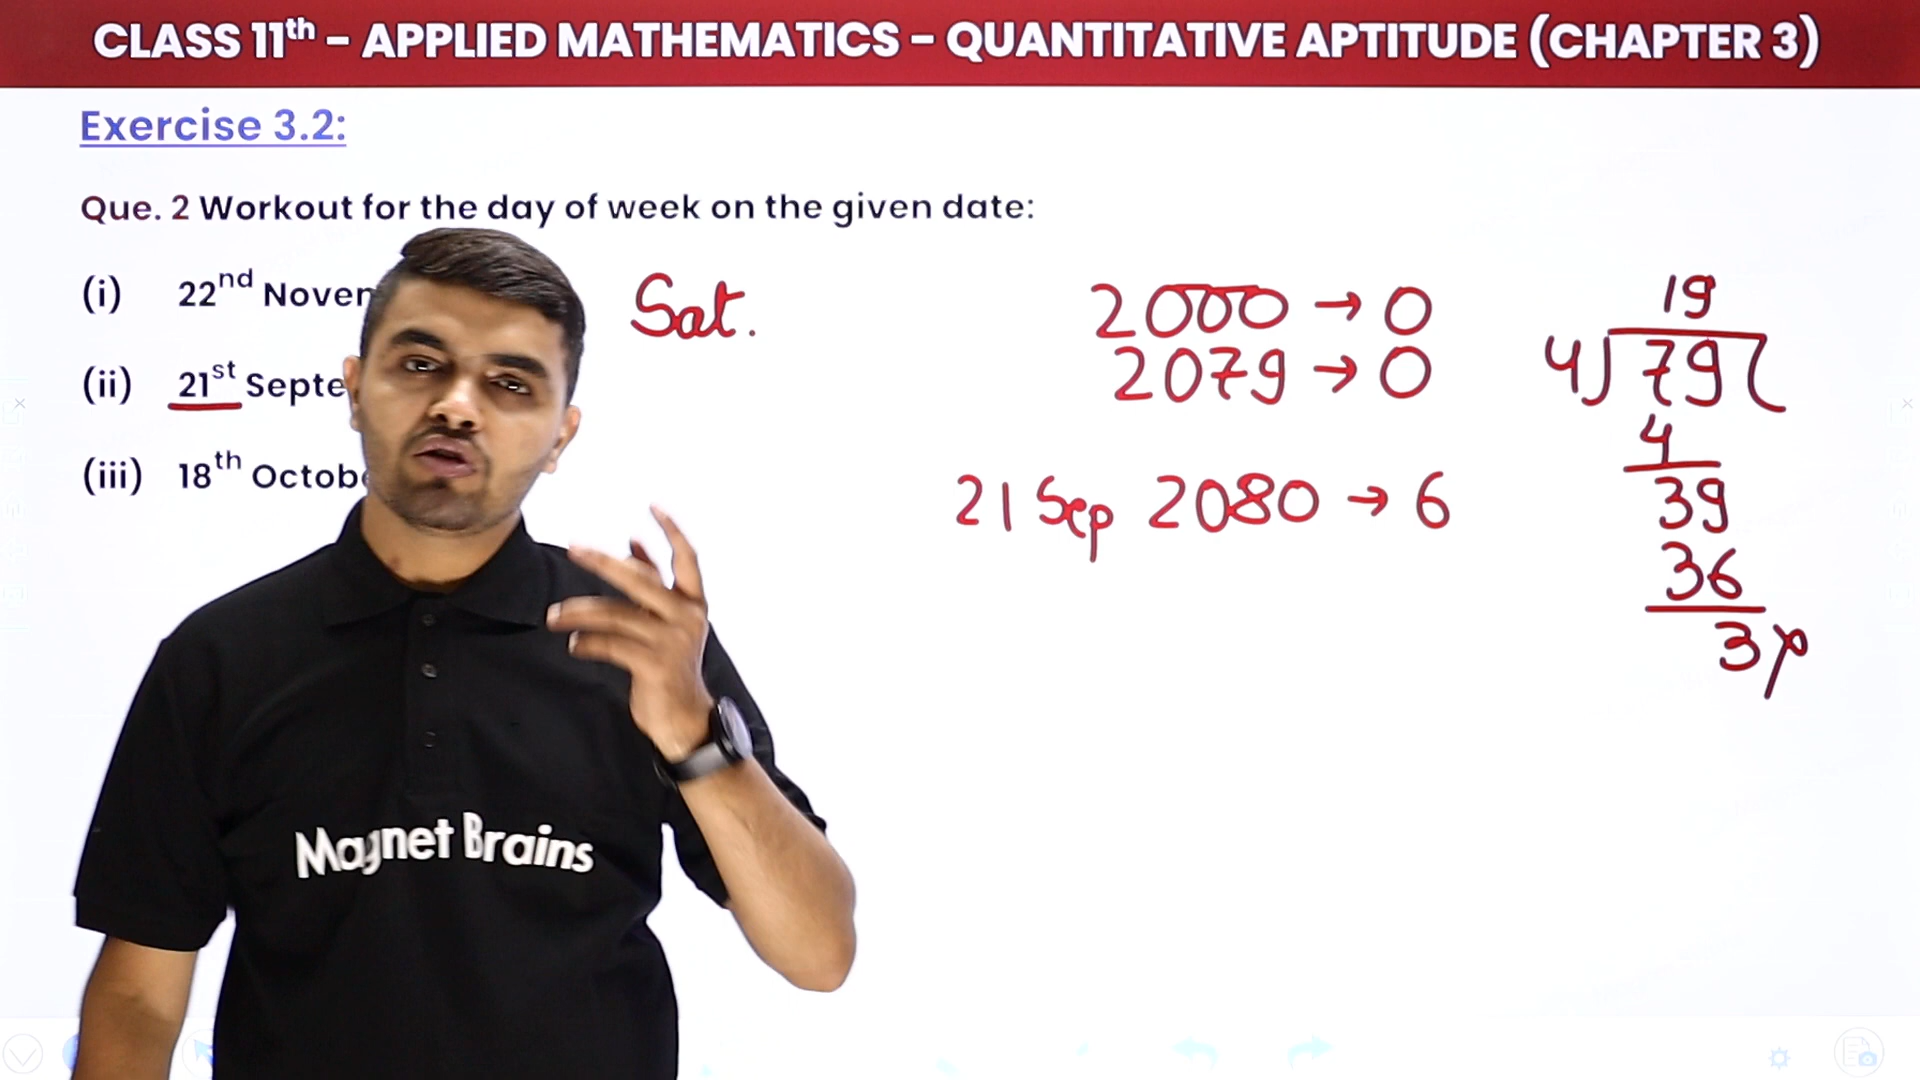 CLASS 11th - APPLIED MATHEMATICS - QUANTITATIVE APTITUDE (CHAPTER 3)
Exercise 3.2:
Que. 2 Workout for the day of week on the given date:
(i) 22nd Novem
Sat.
(ii) 21st Septe
(iii) 18th Octobe
2000 → 0
2079 → 0
21 Sep 2080 → 6
19
4) 79 (
4
39
36
3
Magnet Brains